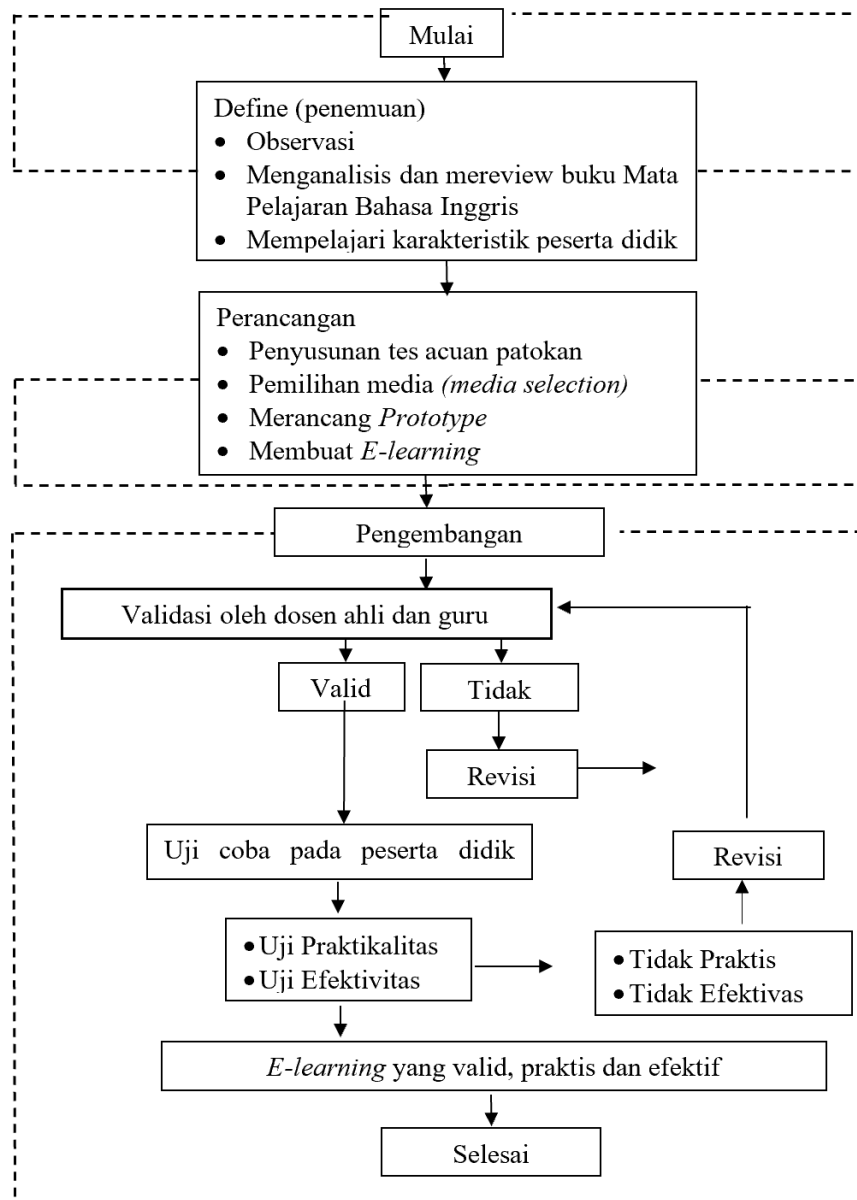 Mulai
Define (penemuan)
• Observasi
• Menganalisis dan mereview buku Mata
Pelajaran Bahasa Inggris
• Mempelajari karakteristik peserta didik
Perancangan
• Penyusunan tes acuan patokan
• Pemilihan media (media selection)
• Merancang Prototype
• Membuat E-learning
Pengembangan
Validasi oleh dosen ahli dan guru
Valid
Tidak
Revisi
Uji coba pada peserta didik
Revisi
• Uji Praktikalitas
• Uji Efektivitas
• Tidak Praktis
• Tidak Efektivas
E-learning yang valid, praktis dan efektif
Selesai